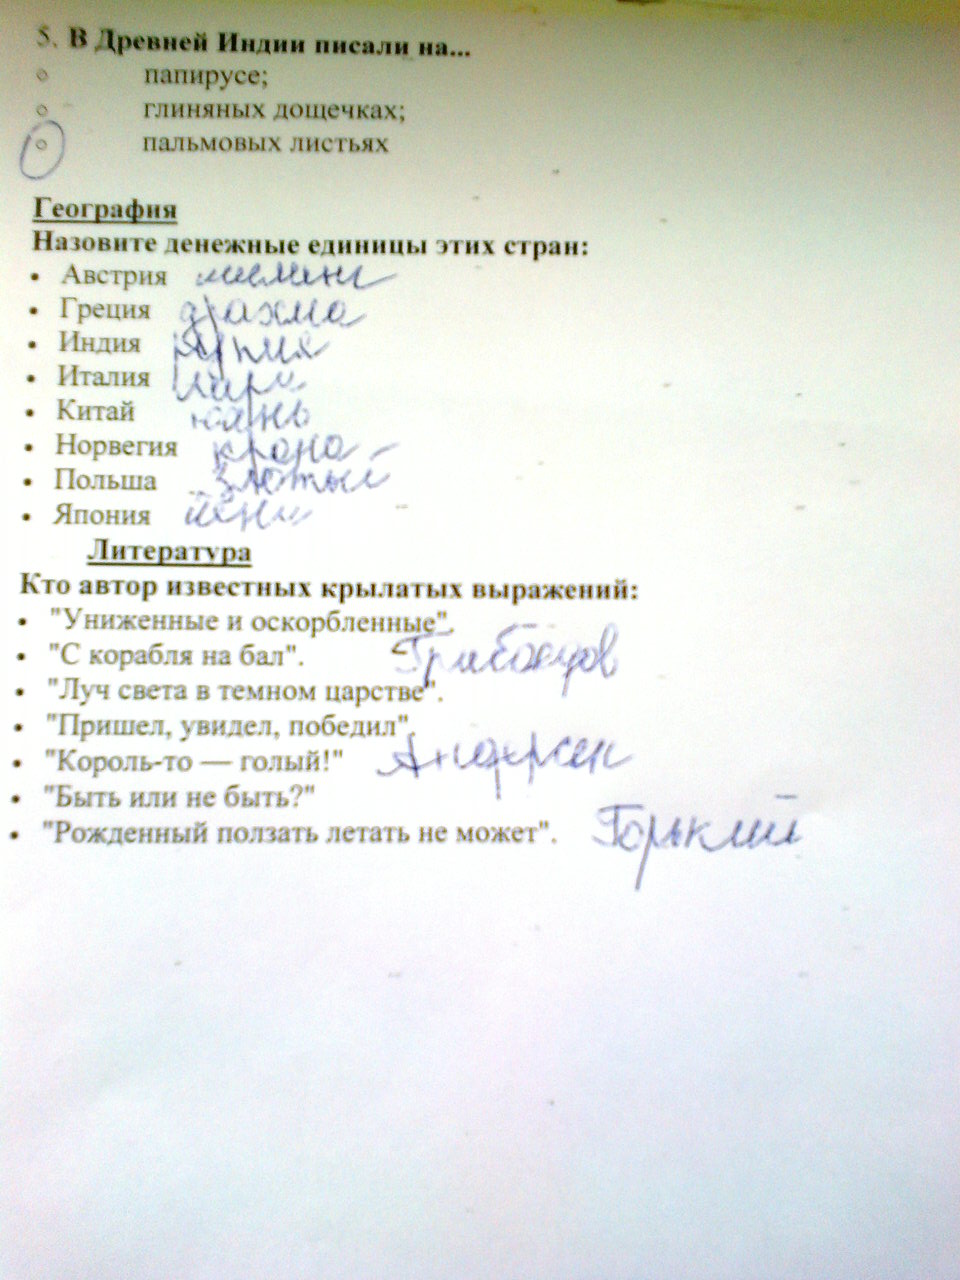 5. В Древней Индии писали на...
папирусе;
глиняных дощечках;
пальмовых листьях
География
Назовите денежные единицы этих стран:
• Австрия шилинг
• Греция драхма
• Индия рупия
• Италия
• Китай юань
• Норвегия крона
• Польша злотый
• Япония йени
Литература
Кто автор известных крылатых выражений:
• "Униженные и оскорбленные".
• "С корабля на бал". Грибоедов
• "Луч света в темном царстве".
• "Пришел, увидел, победил".
• "Король-то — голый!" Андерсен
• "Быть или не быть?"
• "Рожденный ползать летать не может". Горький